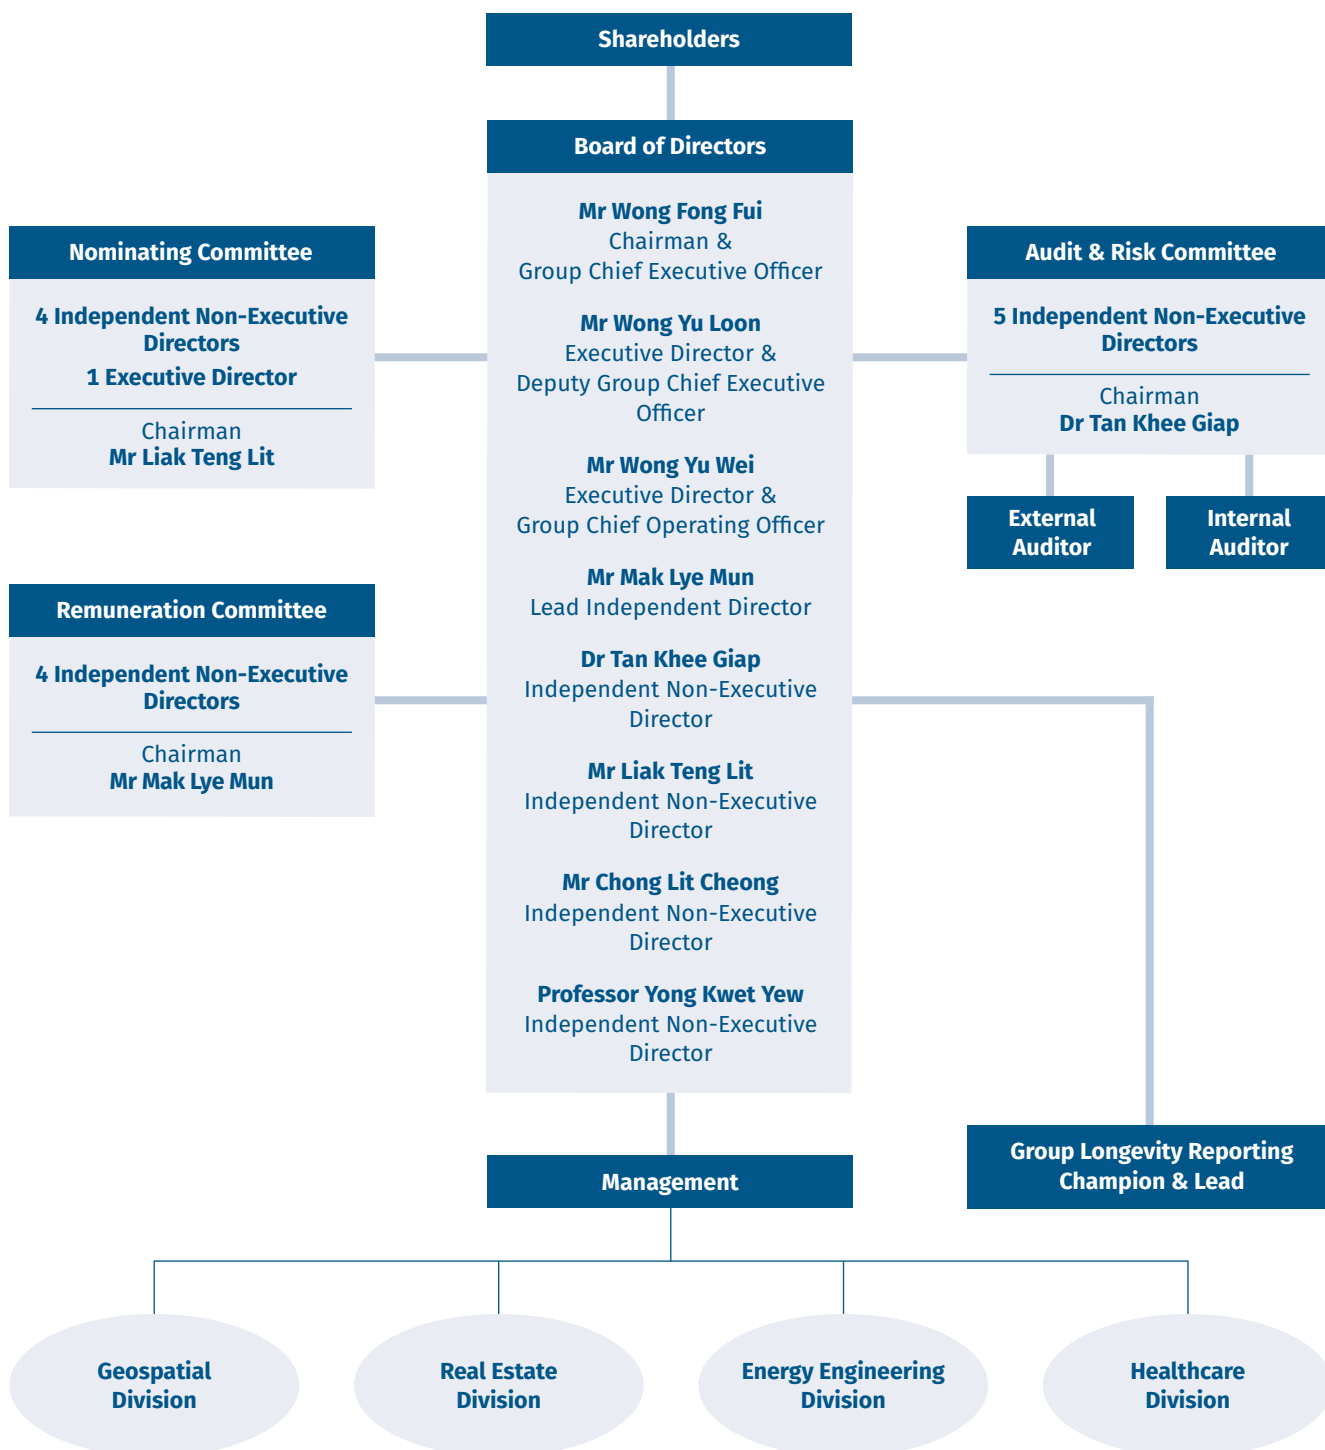 Shareholders
Board of Directors
Mr Wong Fong Fui
Chairman &
Group Chief Executive Officer
Mr Wong Yu Loon
Executive Director &
Deputy Group Chief Executive
Officer
Mr Wong Yu Wei
Executive Director &
Group Chief Operating Officer
Mr Mak Lye Mun
Lead Independent Director
Dr Tan Khee Giap
Independent Non-Executive
Director
Mr Liak Teng Lit
Independent Non-Executive
Director
Mr Chong Lit Cheong
Independent Non-Executive
Director
Professor Yong Kwet Yew
Independent Non-Executive
Director
Nominating Committee
4 Independent Non-Executive
Directors
1 Executive Director
Chairman
Mr Liak Teng Lit
Remuneration Committee
4 Independent Non-Executive
Directors
Chairman
Mr Mak Lye Mun
Audit & Risk Committee
5 Independent Non-Executive
Directors
Chairman
Dr Tan Khee Giap
External
Auditor
Internal
Auditor
Group Longevity Reporting
Champion & Lead
Management
Geospatial
Division
Real Estate
Division
Energy Engineering
Division
Healthcare
Division